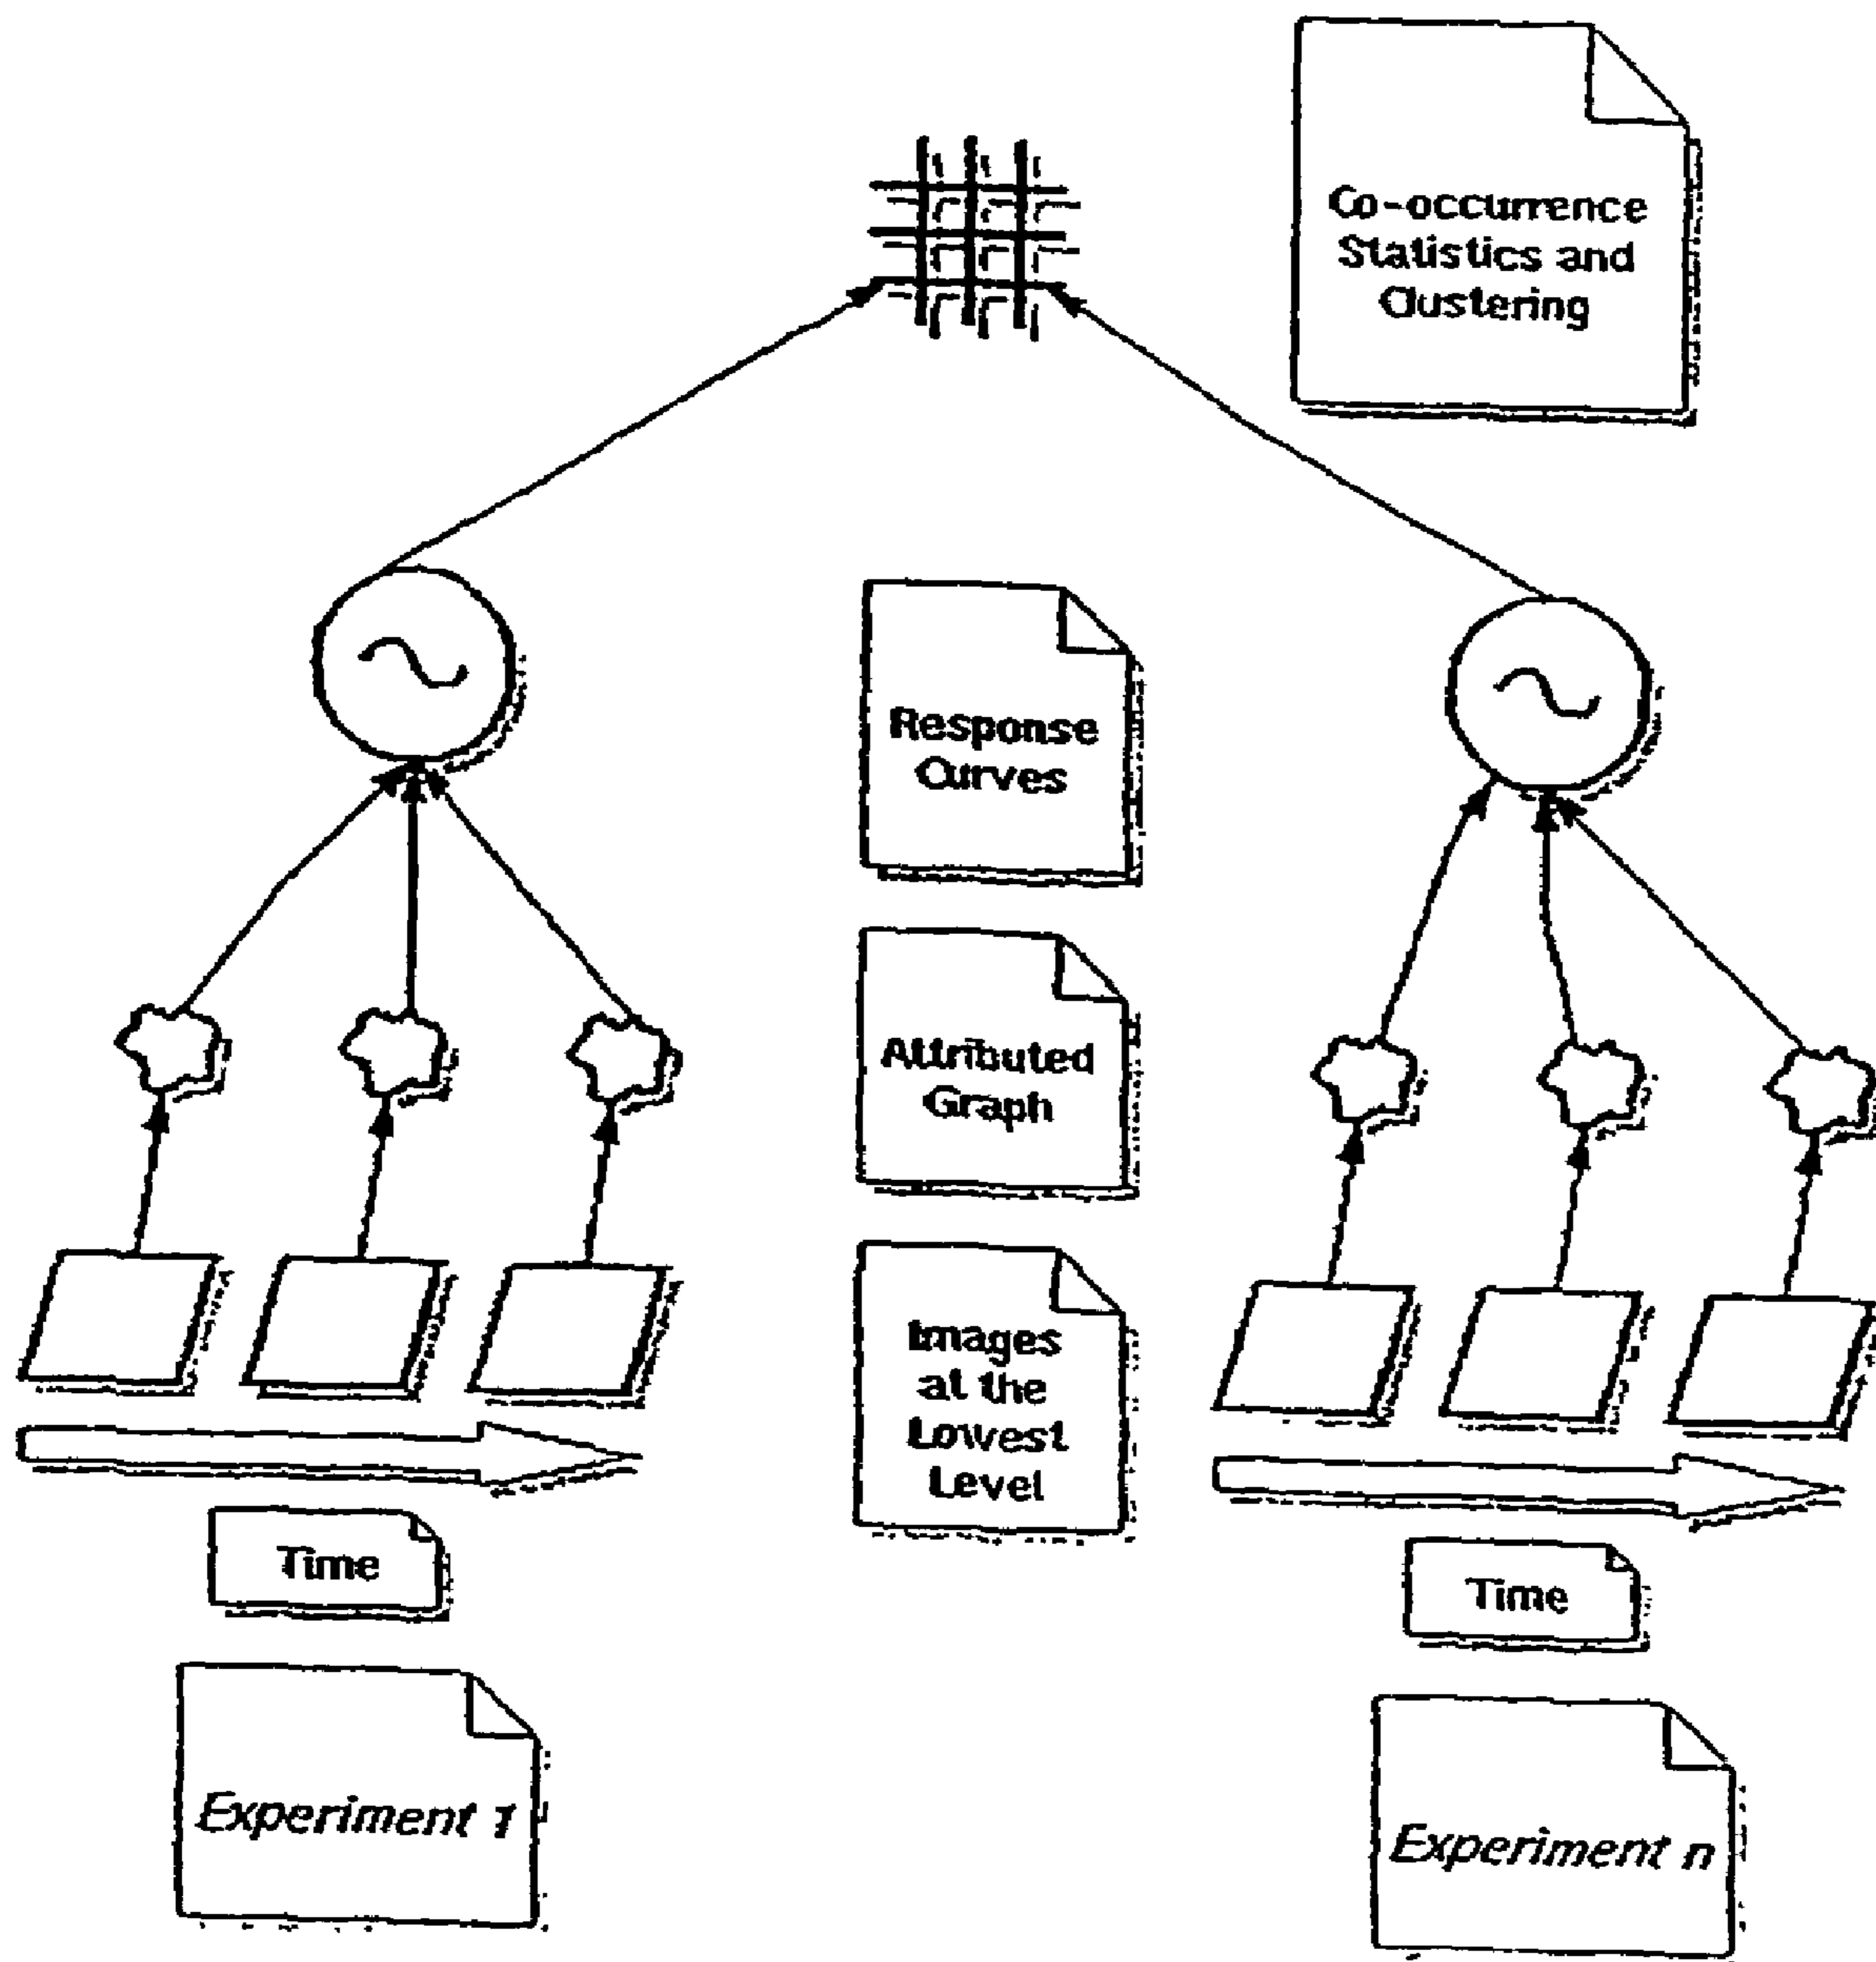 Co-occurrence
Statistics and
Clustering
Response
Curves
Attributed
Graph
Images
at the
Lowest
Level
Time
Time
Experiment 1
Experiment n